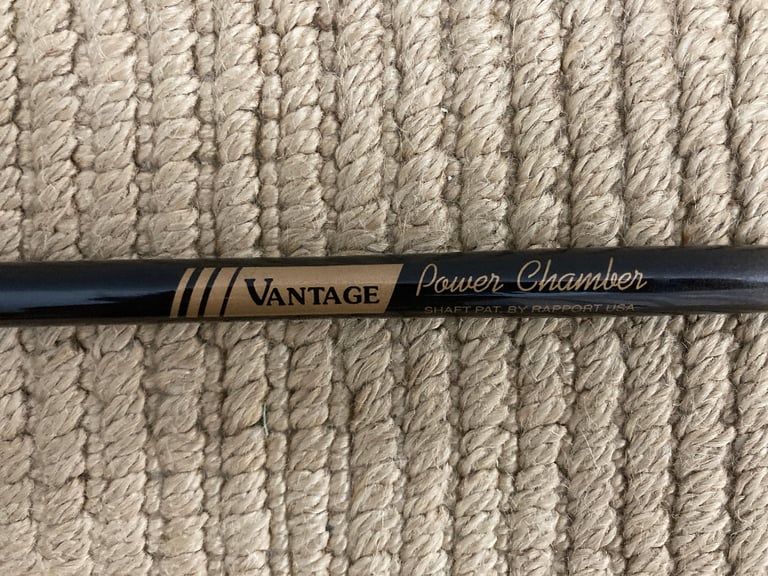 VANTAGE Power Chamber
SHAFT PAT. BY RAPPORT USA